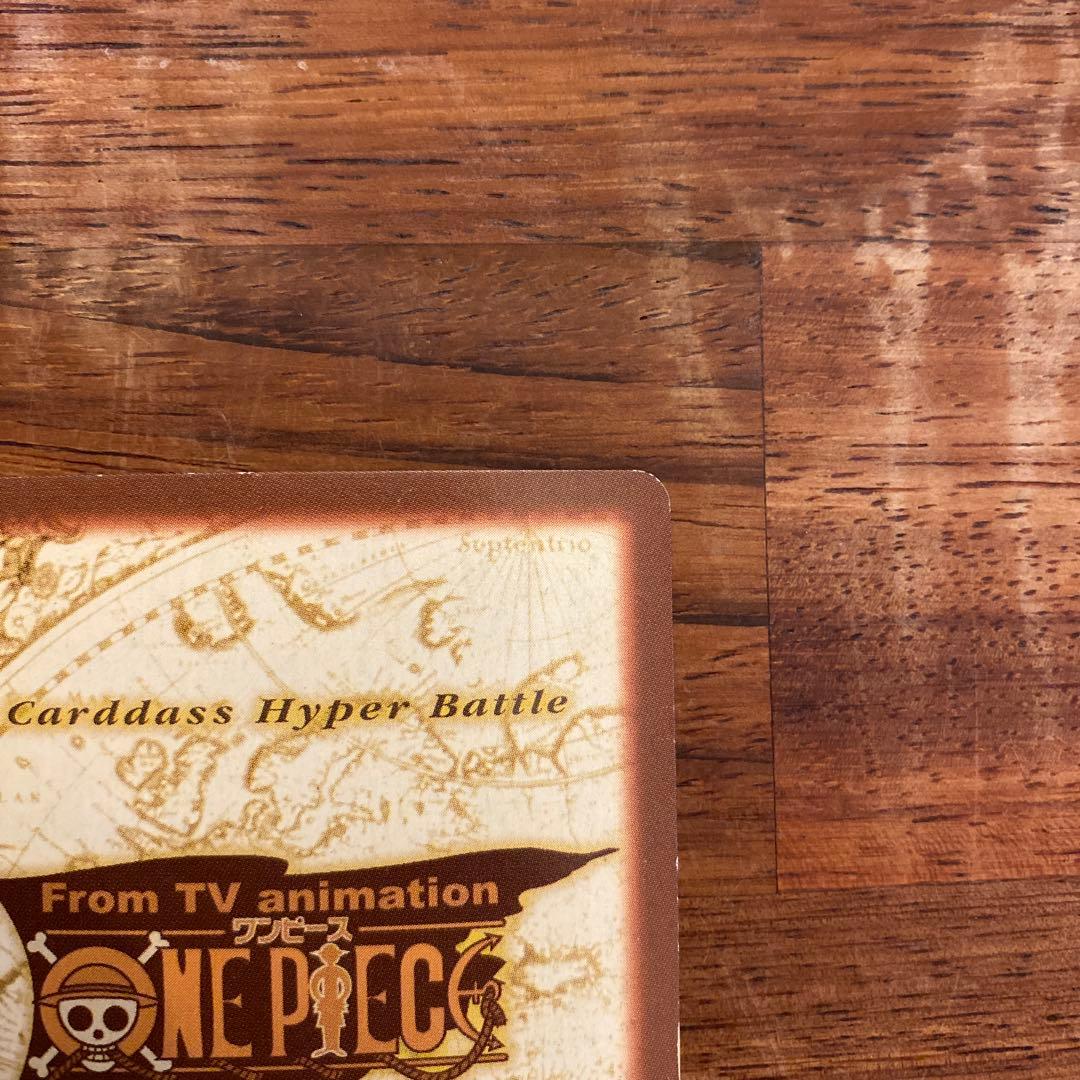 Septentrio
Carddass Hyper Battle
From TV animation
ワンピース
ONE PIECE